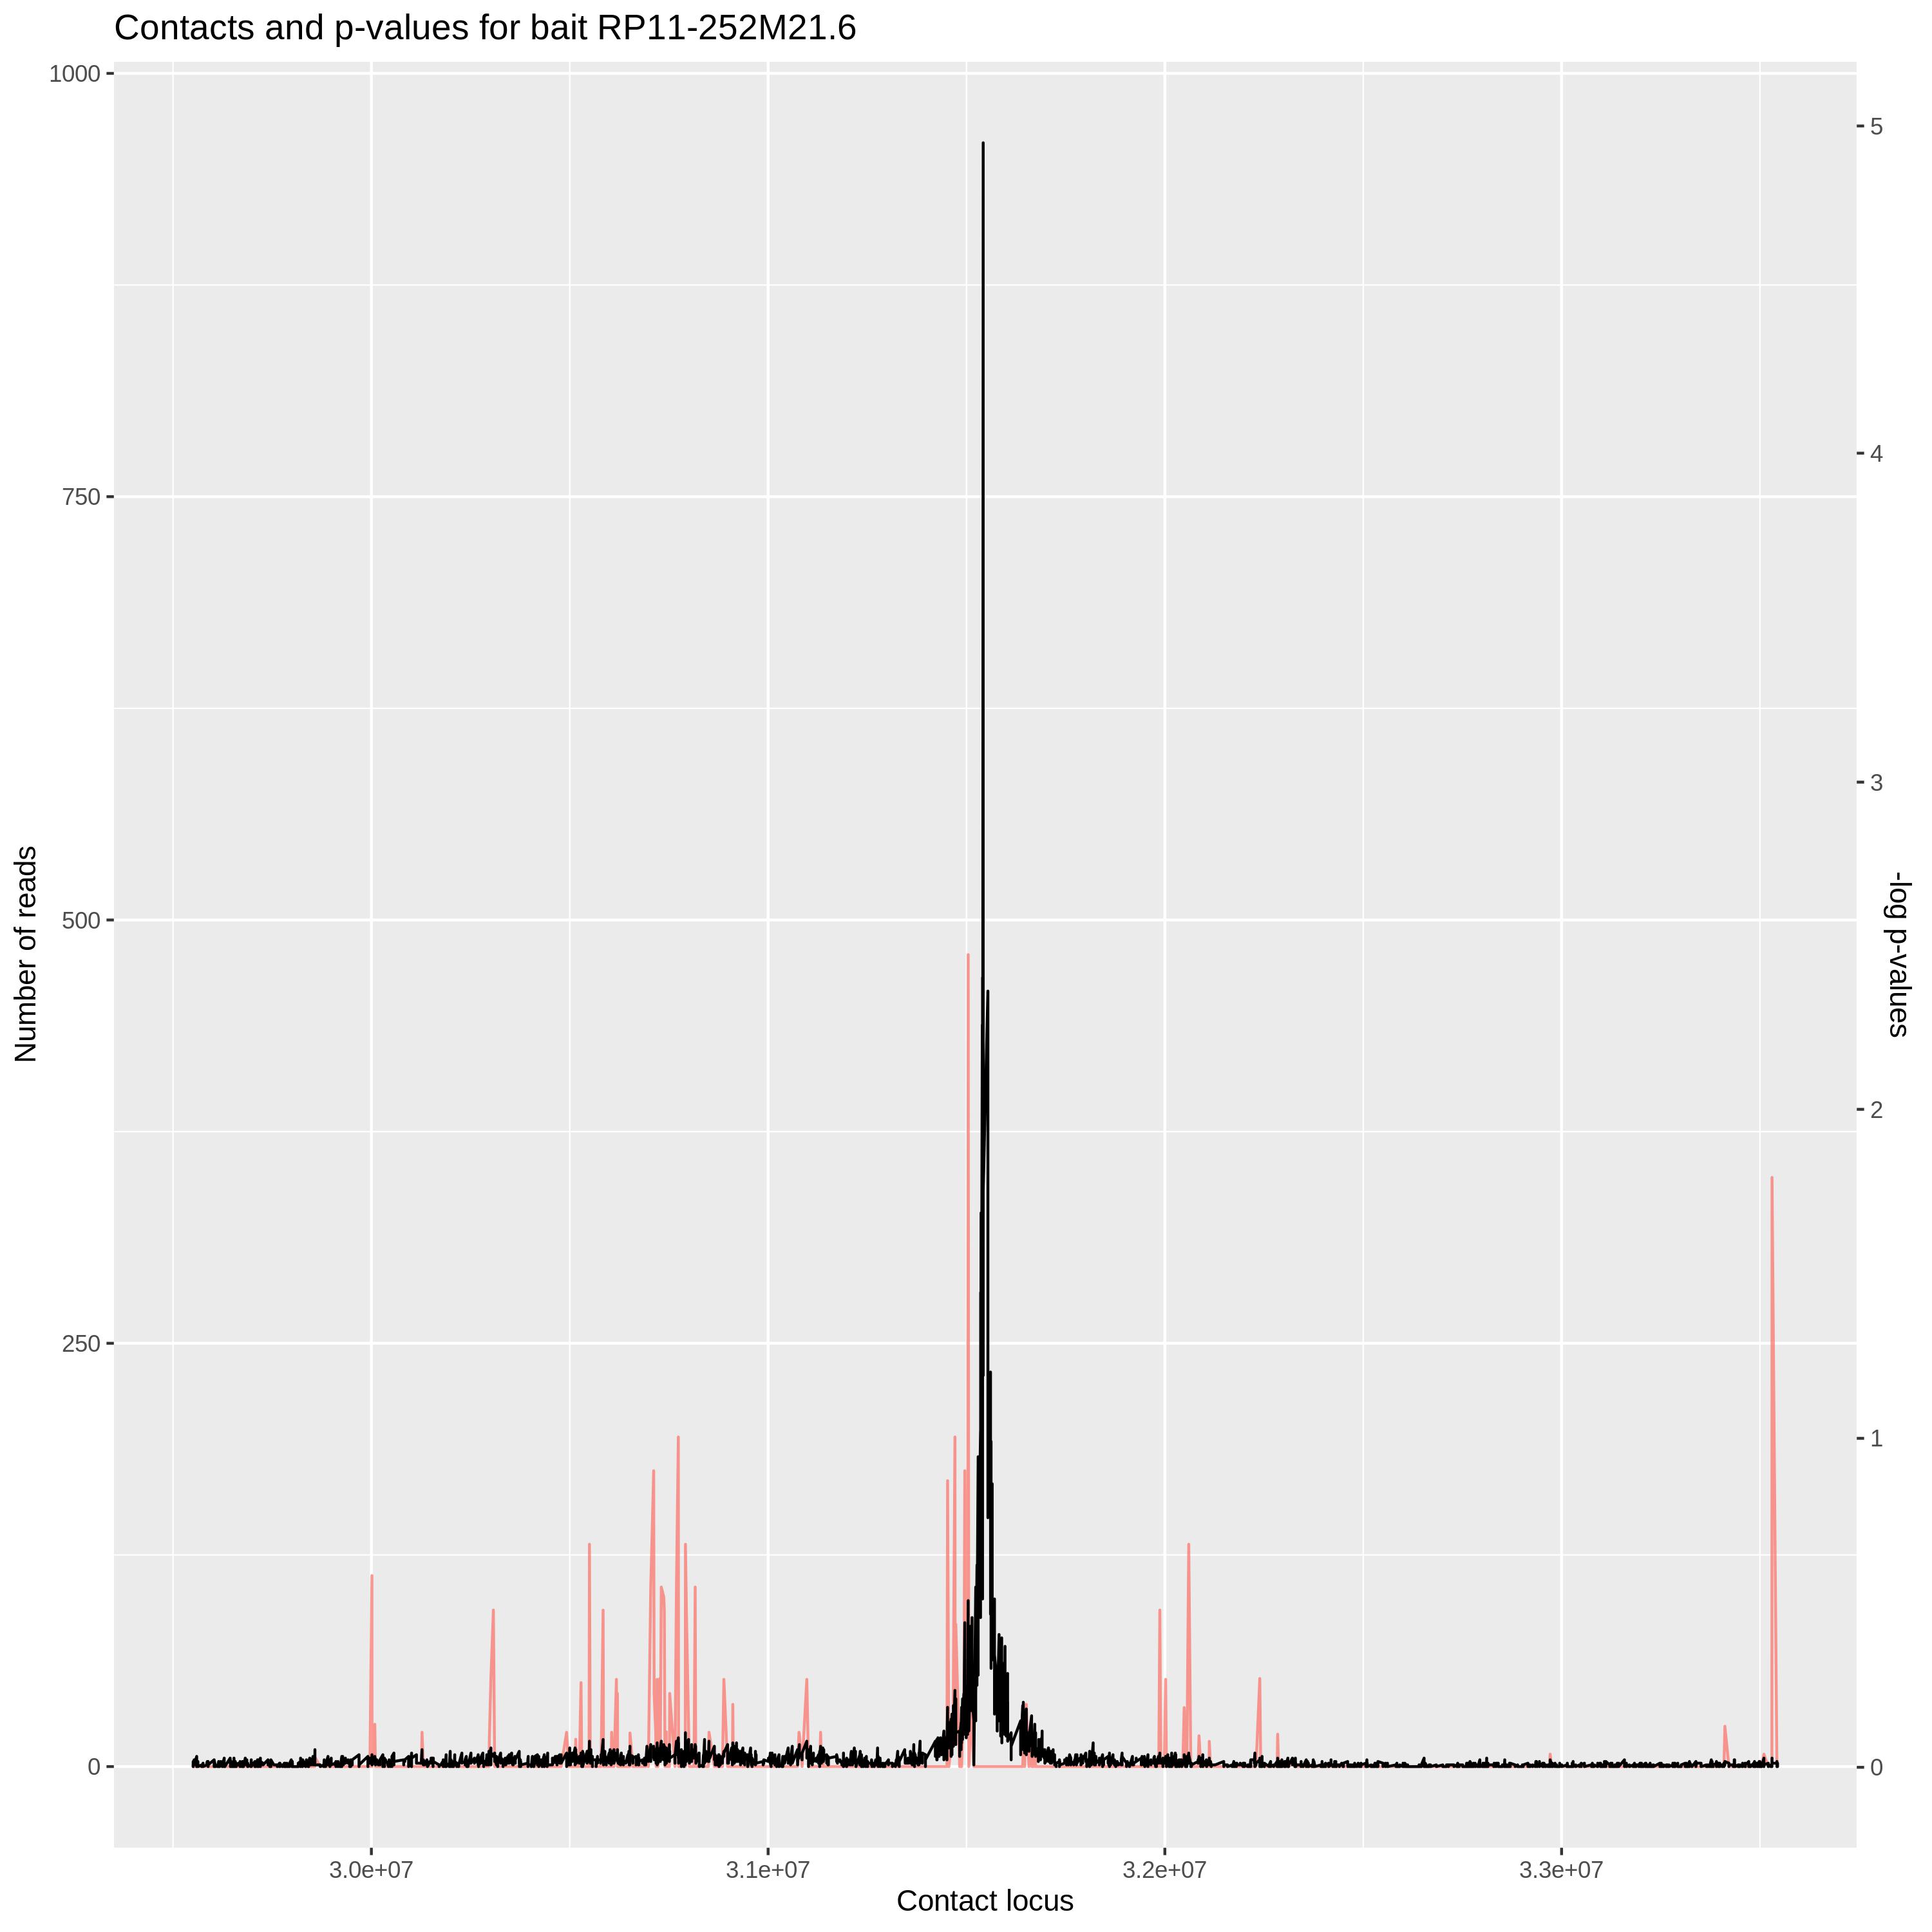 Contacts and p-values for bait RP11-252M21.6
1000
750
500
250
0
Number of reads
5
4
3
2
1
0
-log p-values
3.0e+07
3.1e+07
3.2e+07
3.3e+07
Contact locus